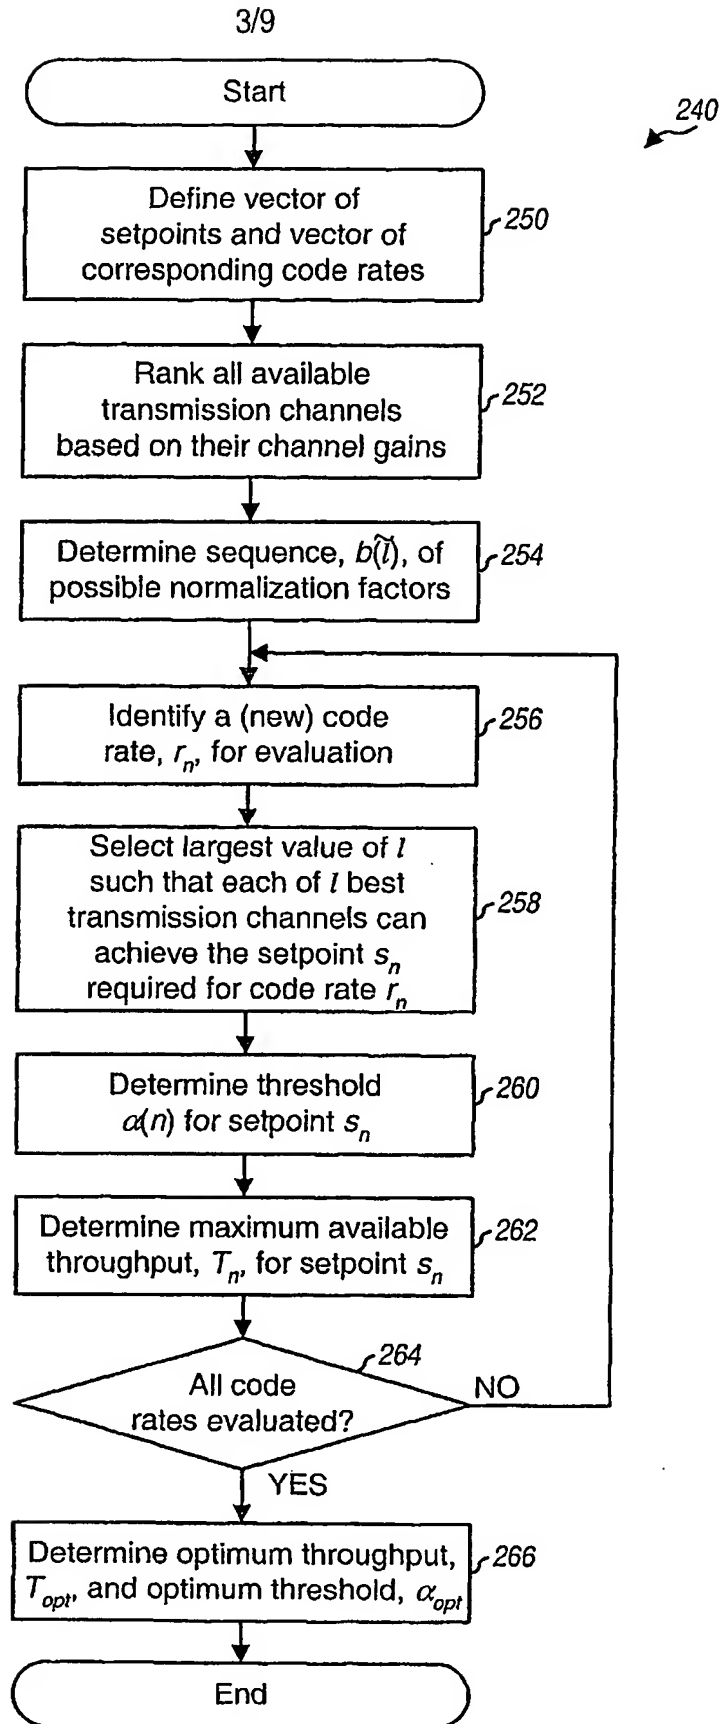 3/9
Start
240
Define vector of
setpoints and vector of
corresponding code rates
250
Rank all available
transmission channels
based on their channel gains
252
Determine sequence, b(l̃), of
possible normalization factors
254
Identify a (new) code
rate, rₙ, for evaluation
256
Select largest value of l
such that each of l best
transmission channels can
achieve the setpoint sₙ
required for code rate rₙ
258
Determine threshold
α(n) for setpoint sₙ
260
Determine maximum available
throughput, Tₙ, for setpoint sₙ
262
264
All code
rates evaluated?
NO
YES
Determine optimum throughput,
T_opt, and optimum threshold, α_opt
266
End